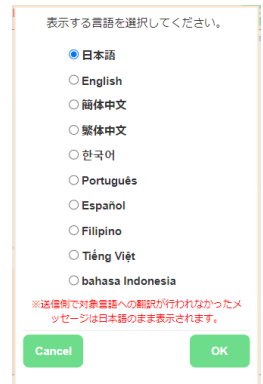 表示する言語を選択してください。
日本語
English
简体中文
繁体中文
한국어
Português
Español
Filipino
Tiếng Việt
bahasa Indonesia
※送信側で対象言語への翻訳が行われなかったメ
ッセージは日本語のまま表示されます。
Cancel OK